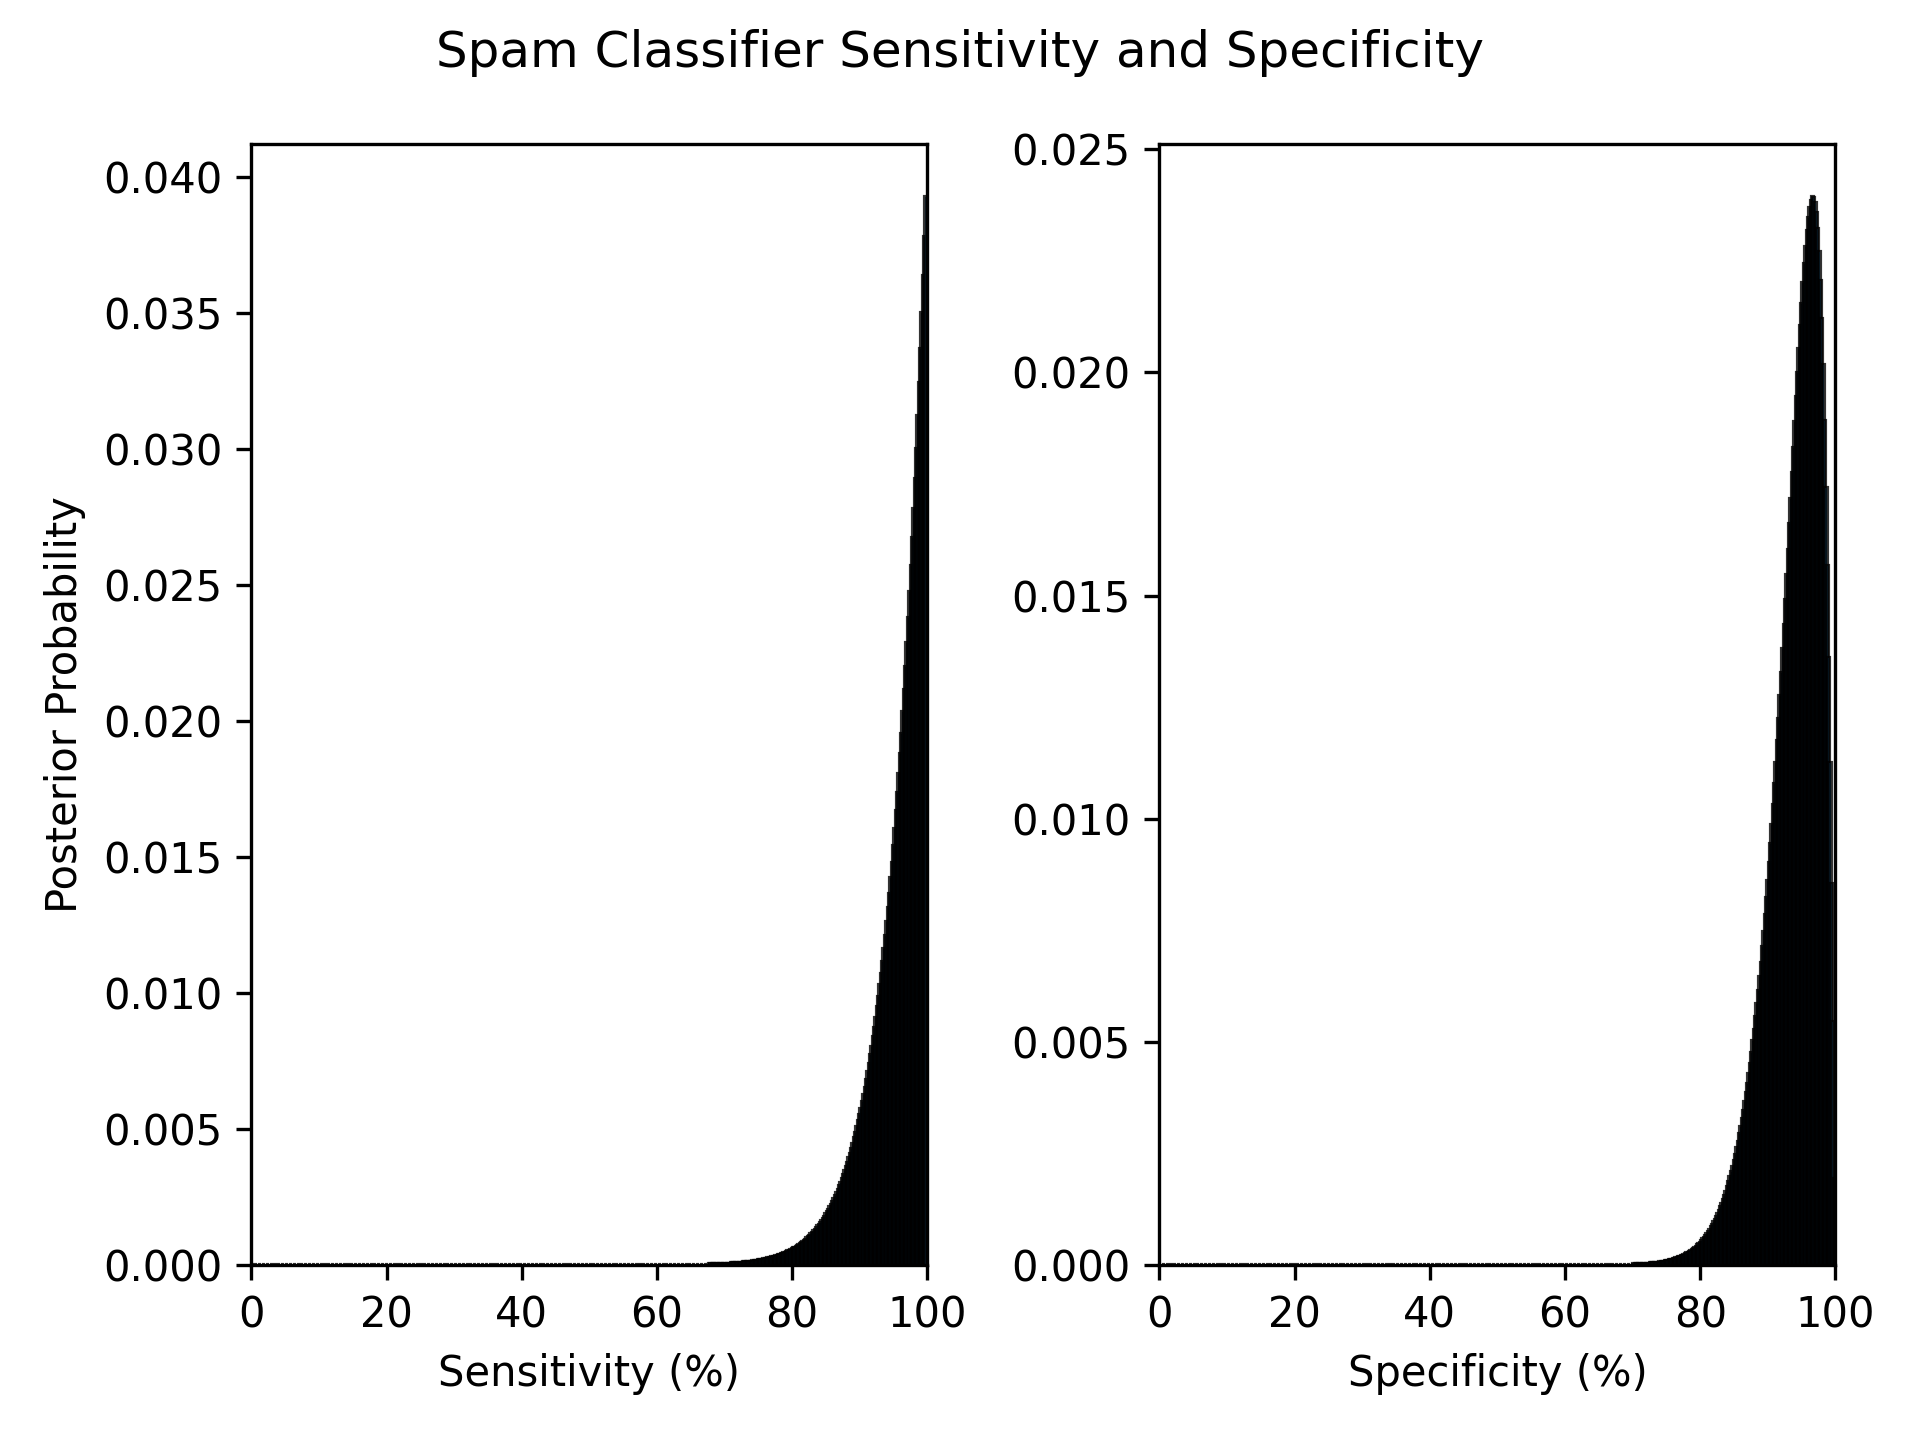 Spam Classifier Sensitivity and Specificity
0.040
0.035
0.030
0.025
0.020
0.015
0.010
0.005
0.000
Posterior Probability
0 20 40 60 80 100
Sensitivity (%)
0.025
0.020
0.015
0.010
0.005
0.000
0 20 40 60 80 100
Specificity (%)